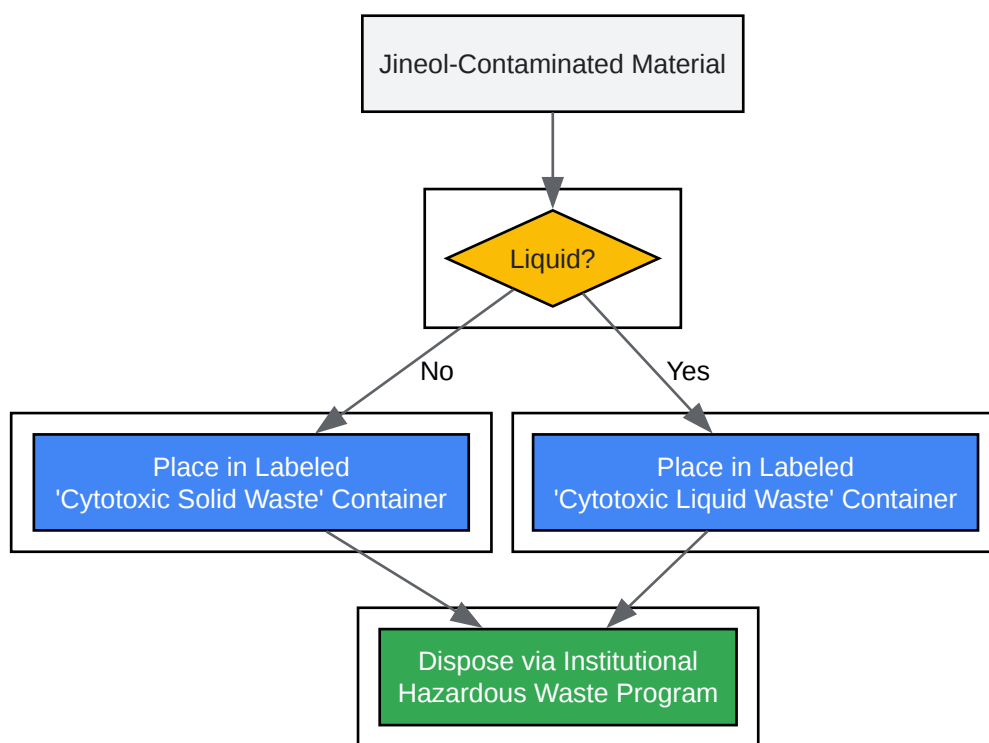 Jineol-Contaminated Material
Liquid?
No
Yes
Place in Labeled
'Cytotoxic Solid Waste' Container
Place in Labeled
'Cytotoxic Liquid Waste' Container
Dispose via Institutional
Hazardous Waste Program